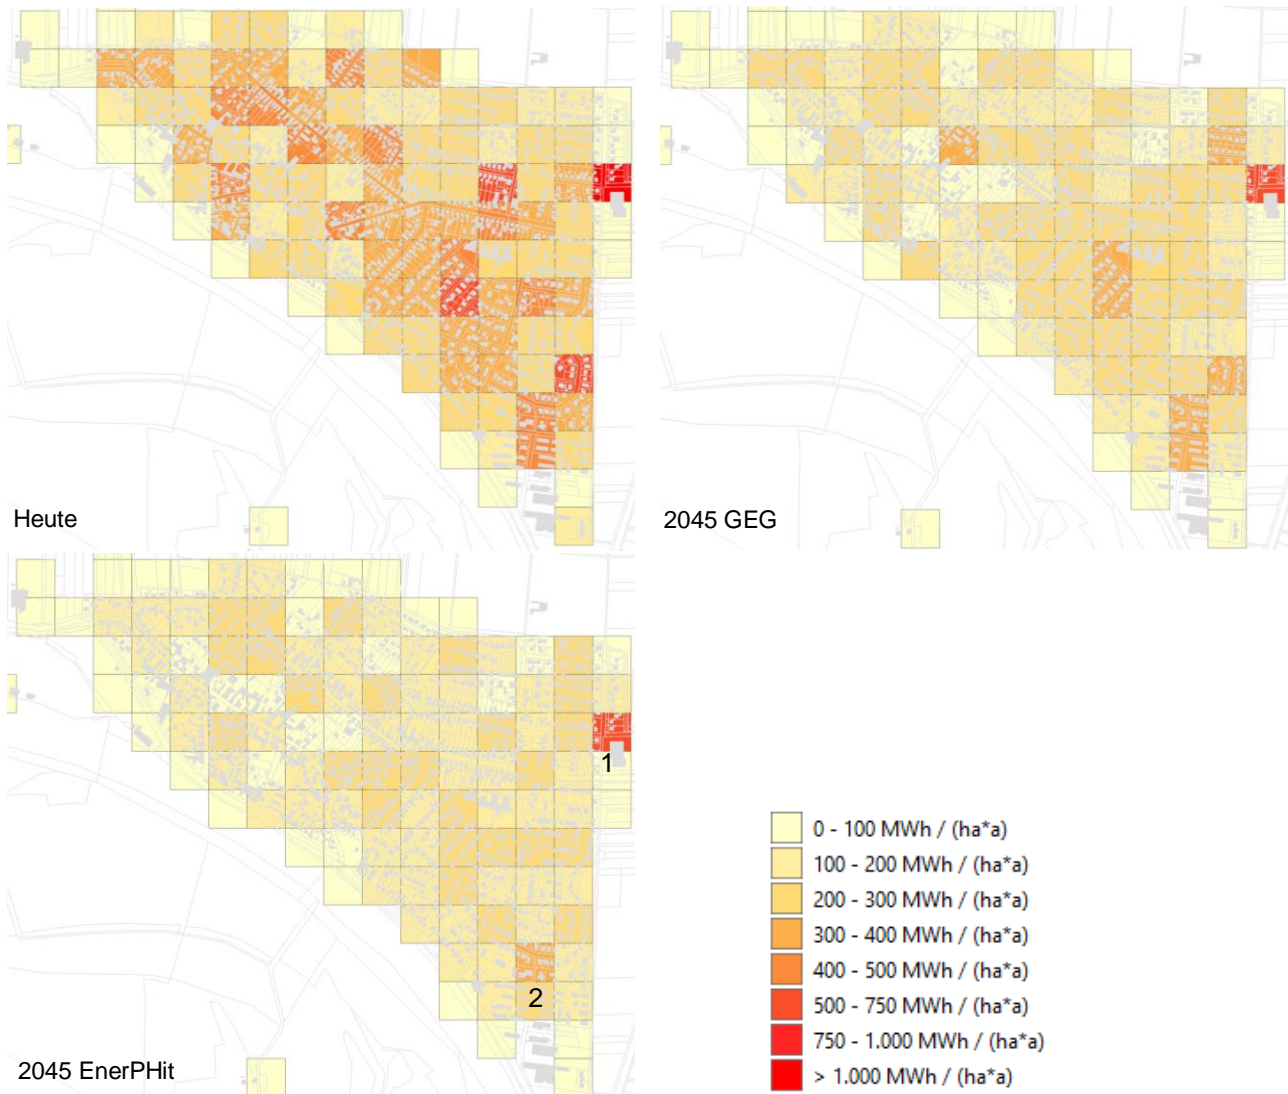 Heute
2045 GEG
1
2
2045 EnerPHit
0 - 100 MWh / (ha*a)
100 - 200 MWh / (ha*a)
200 - 300 MWh / (ha*a)
300 - 400 MWh / (ha*a)
400 - 500 MWh / (ha*a)
500 - 750 MWh / (ha*a)
750 - 1.000 MWh / (ha*a)
> 1.000 MWh / (ha*a)